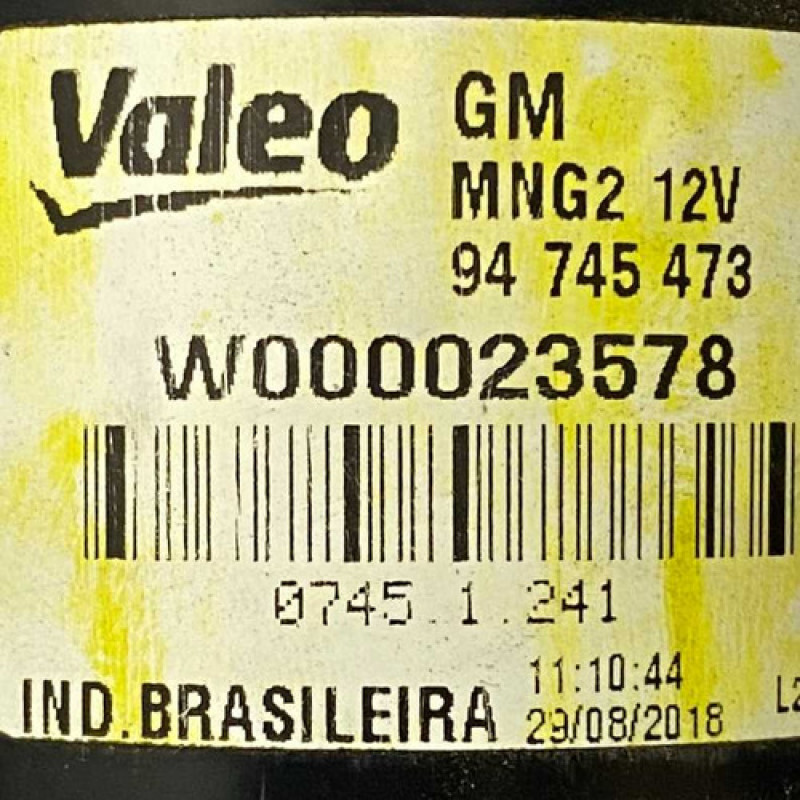 Valeo
GM
MNG2 12V
94 745 473
W000023578
0745.1.241
11:10:44
IND.BRASILEIRA
29/08/2018